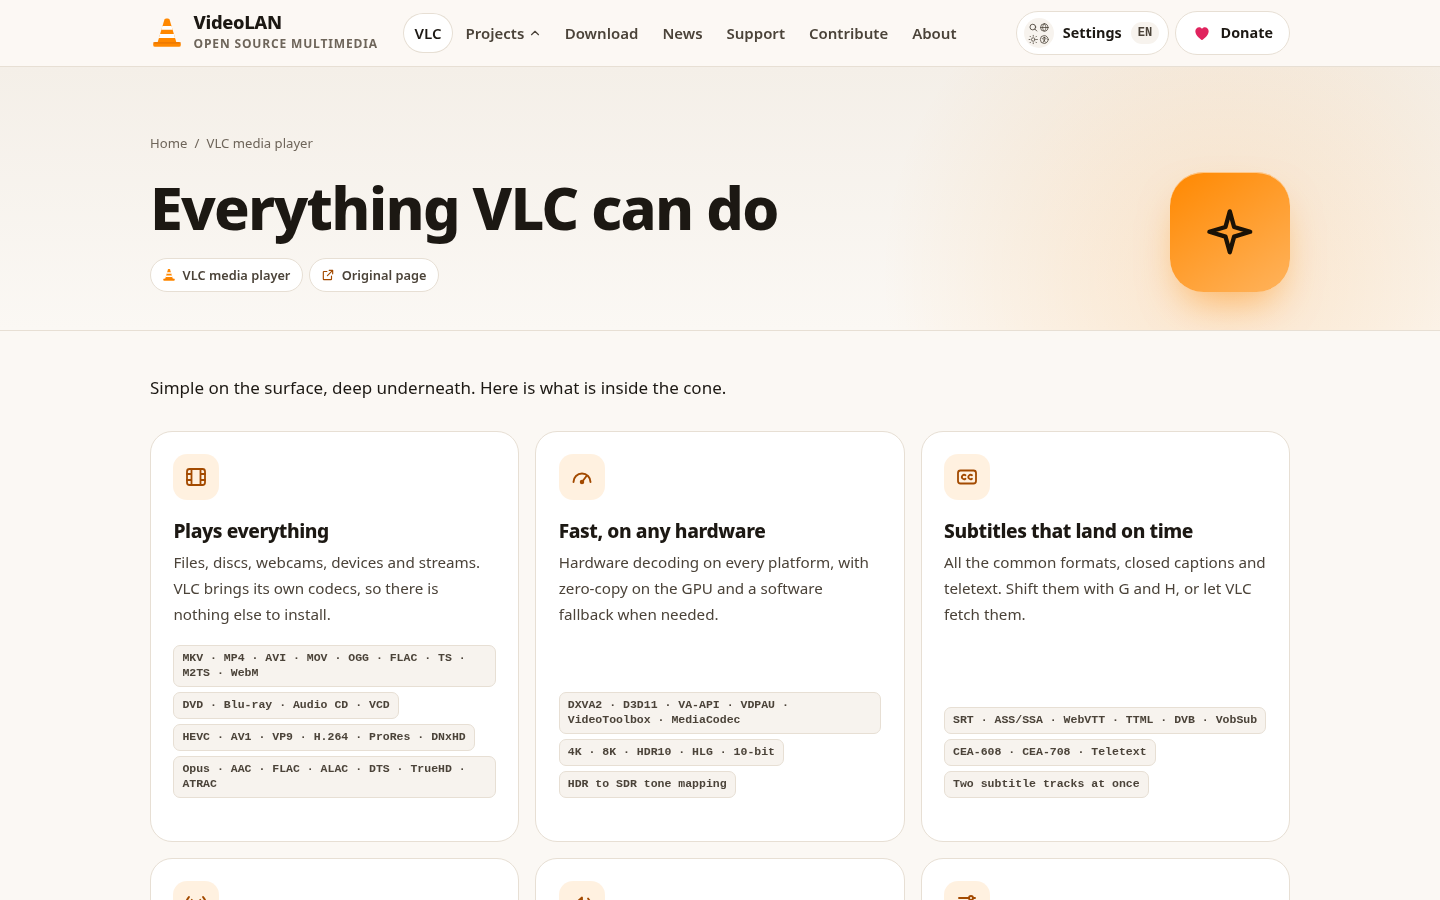 VideoLAN
OPEN SOURCE MULTIMEDIA
VLC
Projects
Download
News
Support
Contribute
About
Settings
EN
Donate
Home / VLC media player
Everything VLC can do
VLC media player
Original page
Simple on the surface, deep underneath. Here is what is inside the cone.
Plays everything
Files, discs, webcams, devices and streams.
VLC brings its own codecs, so there is
nothing else to install.
MKV · MP4 · AVI · MOV · OGG · FLAC · TS ·
M2TS · WebM
DVD · Blu-ray · Audio CD · VCD
HEVC · AV1 · VP9 · H.264 · ProRes · DNxHD
Opus · AAC · FLAC · ALAC · DTS · TrueHD ·
ATRAC
Fast, on any hardware
Hardware decoding on every platform, with
zero-copy on the GPU and a software
fallback when needed.
DXVA2 · D3D11 · VA-API · VDPAU ·
VideoToolbox · MediaCodec
4K · 8K · HDR10 · HLG · 10-bit
HDR to SDR tone mapping
Subtitles that land on time
All the common formats, closed captions and
teletext. Shift them with G and H, or let VLC
fetch them.
SRT · ASS/SSA · WebVTT · TTML · DVB · VobSub
CEA-608 · CEA-708 · Teletext
Two subtitle tracks at once